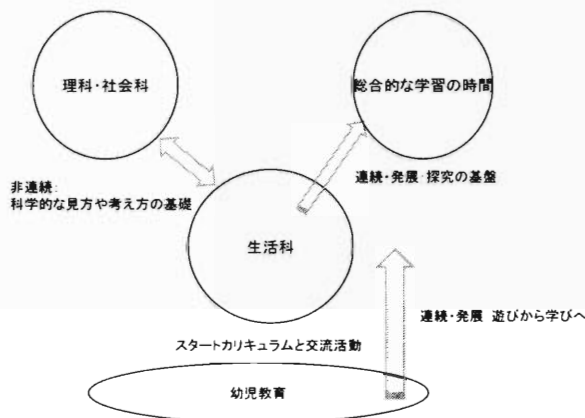 理科・社会科
総合的な学習の時間
非連続:
科学的な見方や考え方の基礎
連続・発展・探究の基盤
生活科
連続・発展 遊びから学びへ
スタートカリキュラムと交流活動
幼児教育